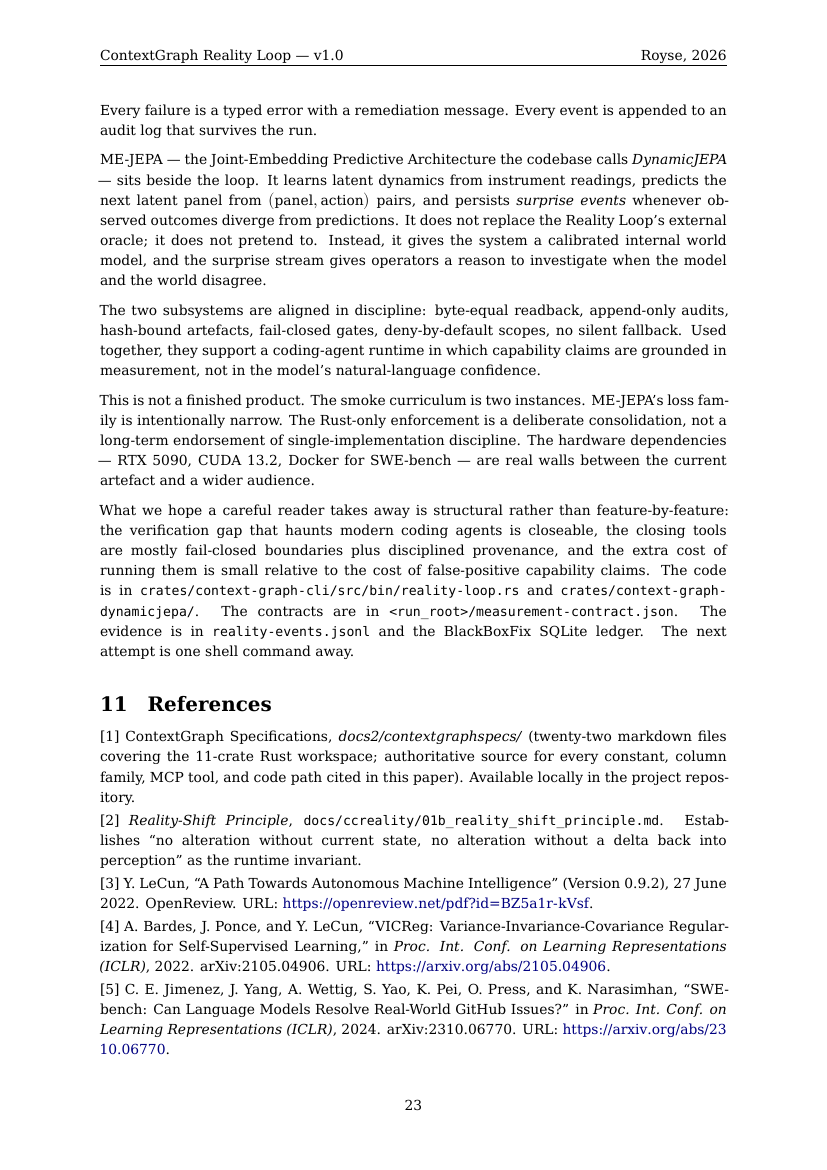 ContextGraph Reality Loop — v1.0 Royse, 2026
Every failure is a typed error with a remediation message. Every event is appended to an
audit log that survives the run.
ME-JEPA — the Joint-Embedding Predictive Architecture the codebase calls DynamicJEPA
— sits beside the loop. It learns latent dynamics from instrument readings, predicts the
next latent panel from (panel, action) pairs, and persists surprise events whenever ob-
served outcomes diverge from predictions. It does not replace the Reality Loop’s external
oracle; it does not pretend to. Instead, it gives the system a calibrated internal world
model, and the surprise stream gives operators a reason to investigate when the model
and the world disagree.
The two subsystems are aligned in discipline: byte-equal readback, append-only audits,
hash-bound artefacts, fail-closed gates, deny-by-default scopes, no silent fallback. Used
together, they support a coding-agent runtime in which capability claims are grounded in
measurement, not in the model’s natural-language confidence.
This is not a finished product. The smoke curriculum is two instances. ME-JEPA’s loss fam-
ily is intentionally narrow. The Rust-only enforcement is a deliberate consolidation, not a
long-term endorsement of single-implementation discipline. The hardware dependencies
— RTX 5090, CUDA 13.2, Docker for SWE-bench — are real walls between the current
artefact and a wider audience.
What we hope a careful reader takes away is structural rather than feature-by-feature:
the verification gap that haunts modern coding agents is closeable, the closing tools
are mostly fail-closed boundaries plus disciplined provenance, and the extra cost of
running them is small relative to the cost of false-positive capability claims. The code
is in crates/context-graph-cli/src/bin/reality-loop.rs and crates/context-graph-
dynamicjepa/. The contracts are in <run_root>/measurement-contract.json. The
evidence is in reality-events.jsonl and the BlackBoxFix SQLite ledger. The next
attempt is one shell command away.
11 References
[1] ContextGraph Specifications, docs2/contextgraphspecs/ (twenty-two markdown files
covering the 11-crate Rust workspace; authoritative source for every constant, column
family, MCP tool, and code path cited in this paper). Available locally in the project repos-
itory.
[2] Reality-Shift Principle, docs/ccreality/01b_reality_shift_principle.md. Estab-
lishes “no alteration without current state, no alteration without a delta back into
perception” as the runtime invariant.
[3] Y. LeCun, “A Path Towards Autonomous Machine Intelligence” (Version 0.9.2), 27 June
2022. OpenReview. URL: https://openreview.net/pdf?id=BZ5a1r-kVsf.
[4] A. Bardes, J. Ponce, and Y. LeCun, “VICReg: Variance-Invariance-Covariance Regular-
ization for Self-Supervised Learning,” in Proc. Int. Conf. on Learning Representations
(ICLR), 2022. arXiv:2105.04906. URL: https://arxiv.org/abs/2105.04906.
[5] C. E. Jimenez, J. Yang, A. Wettig, S. Yao, K. Pei, O. Press, and K. Narasimhan, “SWE-
bench: Can Language Models Resolve Real-World GitHub Issues?” in Proc. Int. Conf. on
Learning Representations (ICLR), 2024. arXiv:2310.06770. URL: https://arxiv.org/abs/23
10.06770.
23